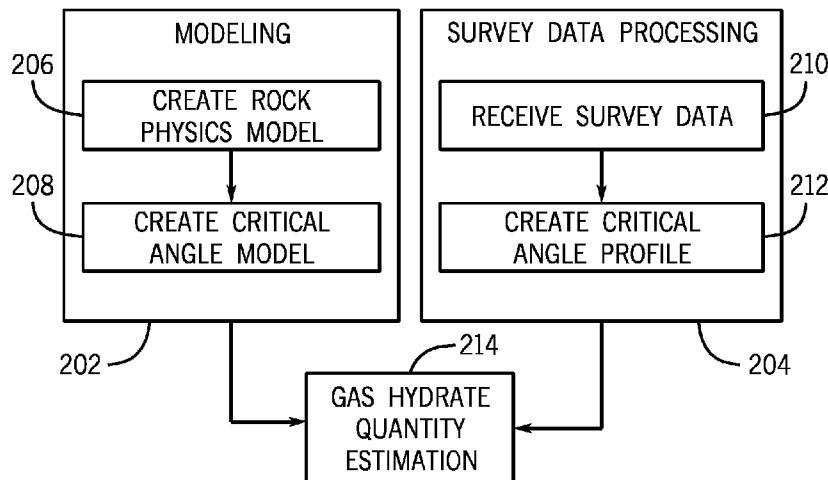 MODELING
SURVEY DATA PROCESSING
206
CREATE ROCK
PHYSICS MODEL
RECEIVE SURVEY DATA
210
208
CREATE CRITICAL
ANGLE MODEL
CREATE CRITICAL
ANGLE PROFILE
212
202
214
204
GAS HYDRATE
QUANTITY
ESTIMATION